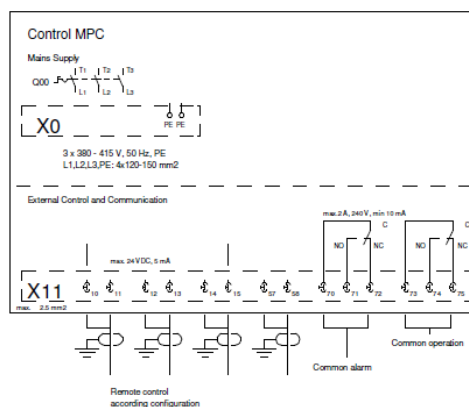 Control MPC
Mains Supply
Q00
T1 T2 T3
L1 L2 L3
X0
PE PE
3 x 380 - 415 V, 50 Hz, PE
L1,L2,L3,PE: 4x120-150 mm2
External Control and Communication
max.2 A, 240 V, min 10 mA
C C
NO NC NO NC
max. 24 VDC, 5 mA
X11
10 11 12 13 14 15 57 58 70 71 72 73 74 75
max. 2.5 mm2
Common operation
Common alarm
Remote control
according configuration